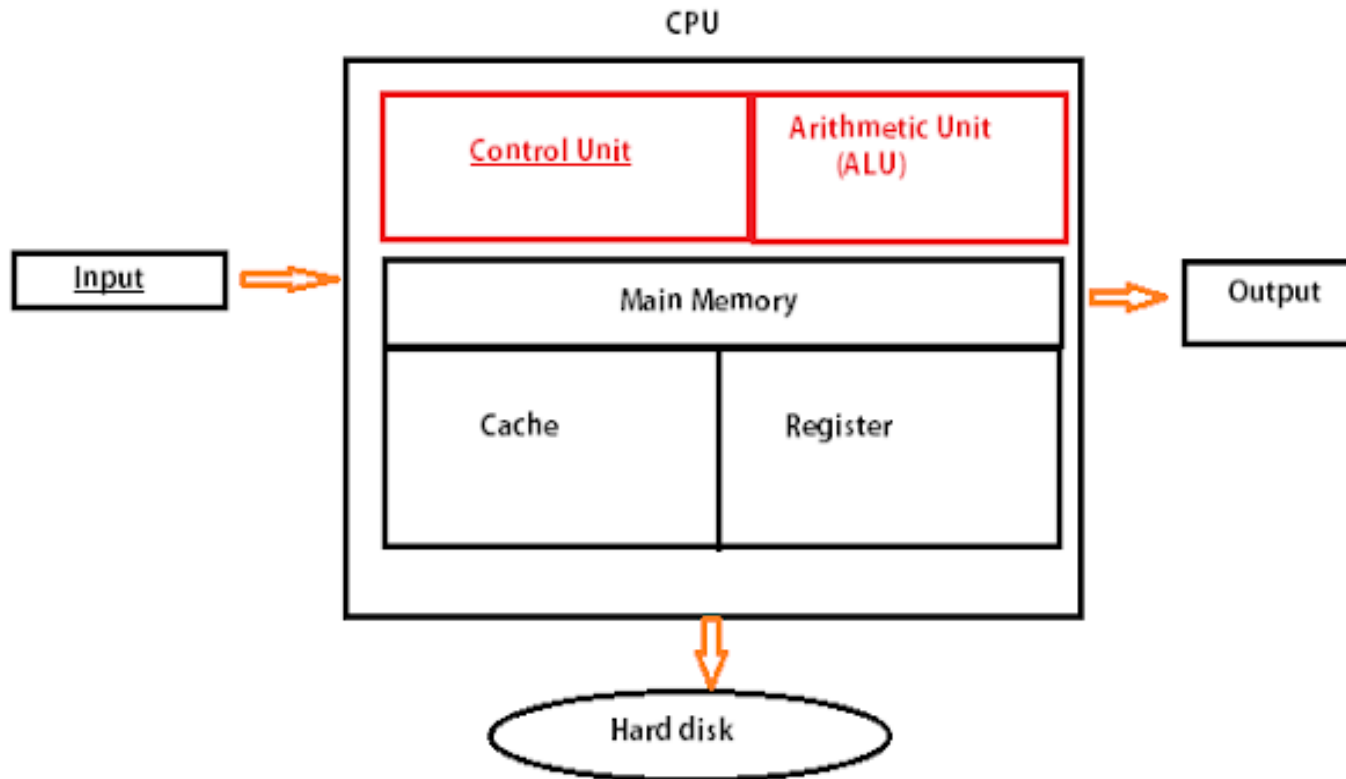 CPU
Control Unit
Arithmetic Unit
(ALU)
Input
Main Memory
Output
Cache
Register
Hard disk